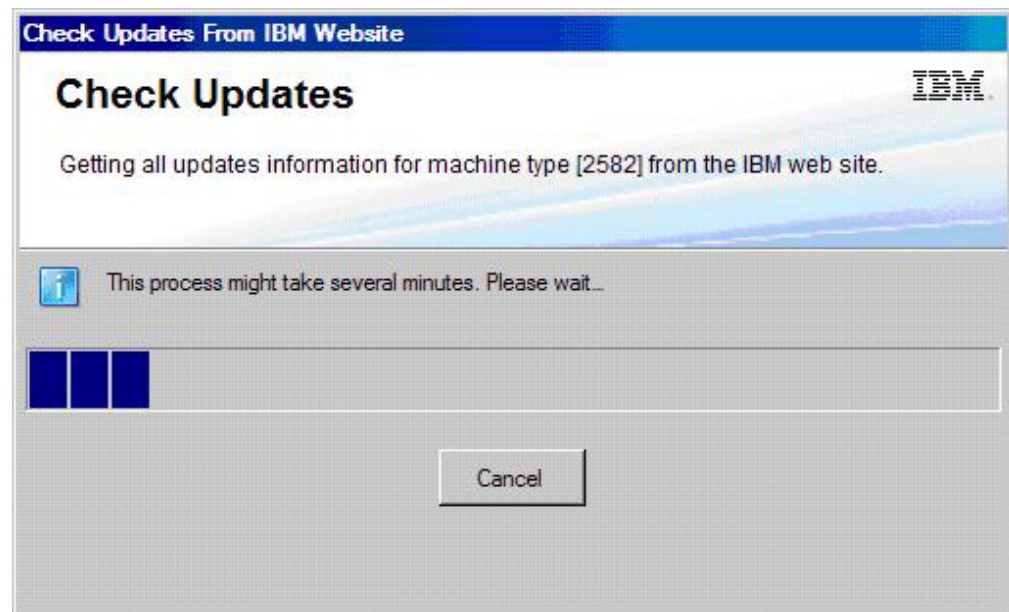 Check Updates From IBM Website
Check Updates
IBM.
Getting all updates information for machine type [2582] from the IBM web site.
i
This process might take several minutes. Please wait...
Cancel